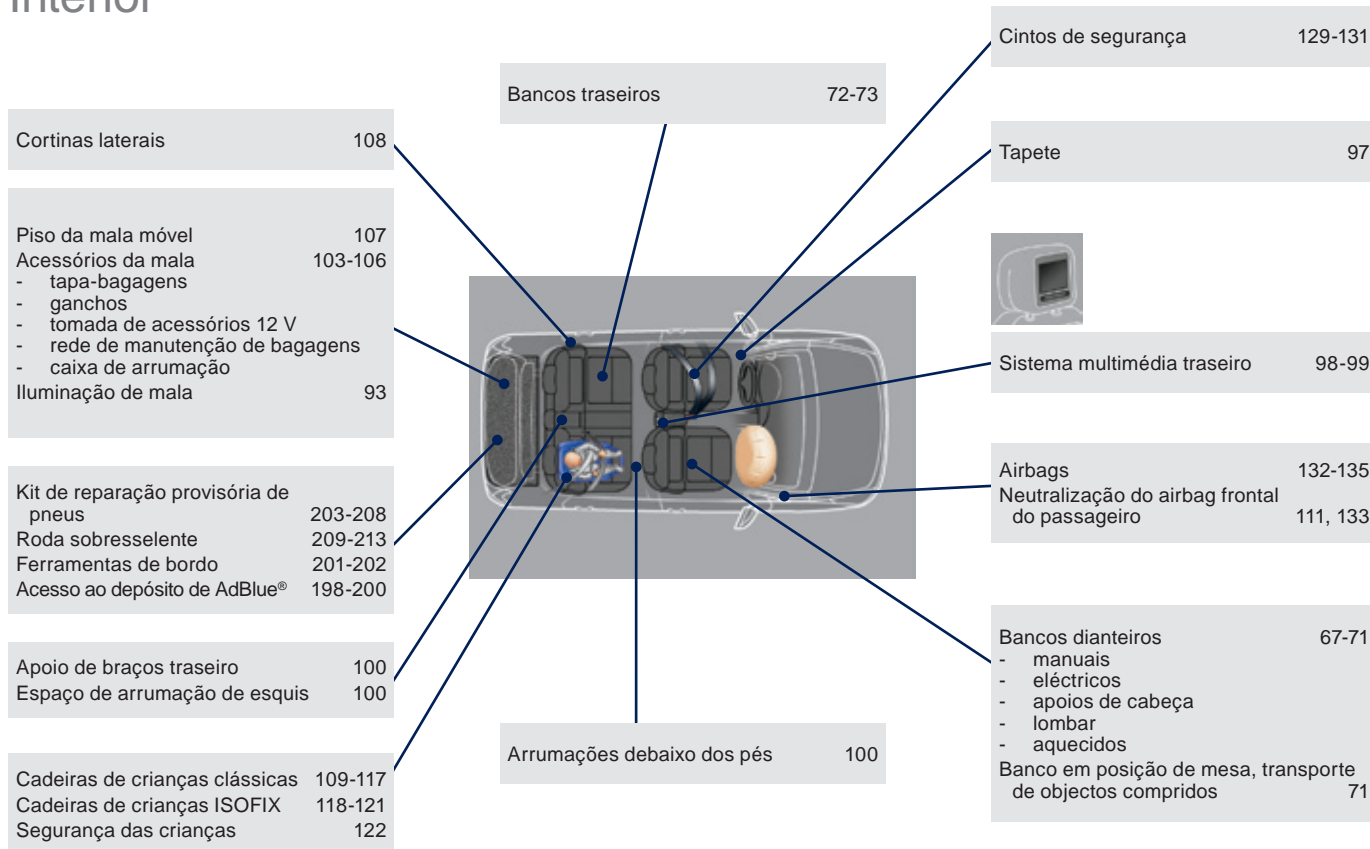 Interior
Cortinas laterais 108
Piso da mala móvel 107
Acessórios da mala 103-106
- tapa-bagagens
- ganchos
- tomada de acessórios 12 V
- rede de manutenção de bagagens
- caixa de arrumação
Iluminação de mala 93
Kit de reparação provisória de
pneus 203-208
Roda sobresselente 209-213
Ferramentas de bordo 201-202
Acesso ao depósito de AdBlue® 198-200
Apoio de braços traseiro 100
Espaço de arrumação de esquis 100
Cadeiras de crianças clássicas 109-117
Cadeiras de crianças ISOFIX 118-121
Segurança das crianças 122
Bancos traseiros 72-73
Arrumações debaixo dos pés 100
Cintos de segurança 129-131
Tapete 97
Sistema multimédia traseiro 98-99
Airbags 132-135
Neutralização do airbag frontal
do passageiro 111, 133
Bancos dianteiros 67-71
- manuais
- eléctricos
- apoios de cabeça
- lombar
- aquecidos
Banco em posição de mesa, transporte
de objectos compridos 71